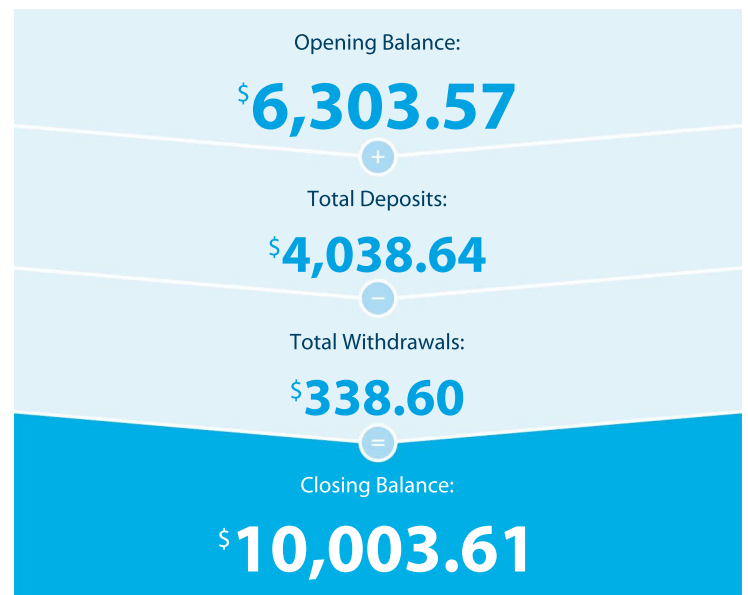 Opening Balance:
$6,303.57
+
Total Deposits:
$4,038.64
−
Total Withdrawals:
$338.60
=
Closing Balance:
$10,003.61